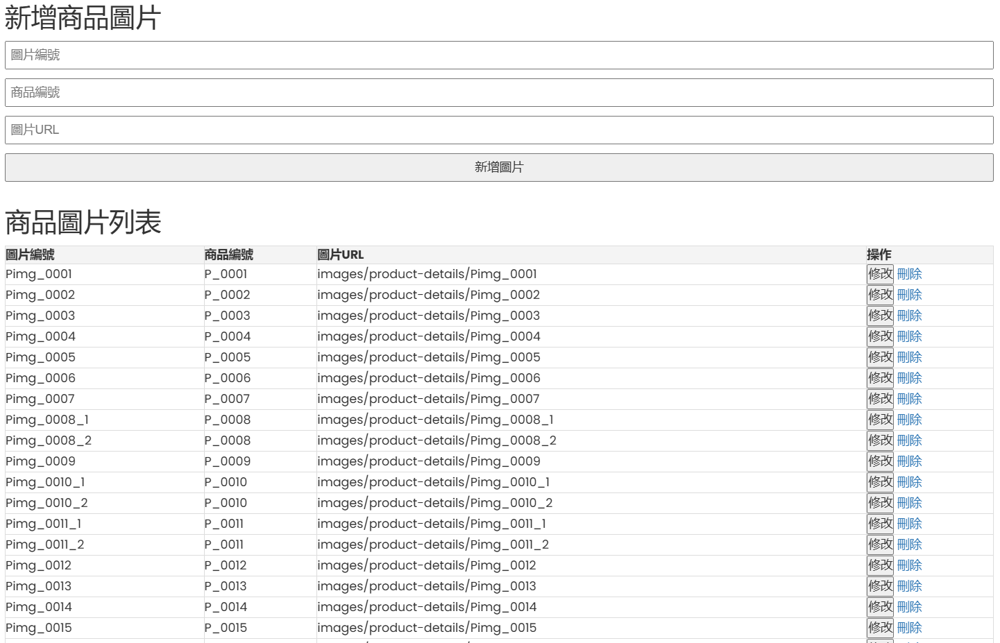 新增商品圖片
圖片編號
商品編號
圖片URL
新增圖片
商品圖片列表
圖片編號 商品編號 圖片URL 操作
Pimg_0001 P_0001 images/product-details/Pimg_0001 修改 刪除
Pimg_0002 P_0002 images/product-details/Pimg_0002 修改 刪除
Pimg_0003 P_0003 images/product-details/Pimg_0003 修改 刪除
Pimg_0004 P_0004 images/product-details/Pimg_0004 修改 刪除
Pimg_0005 P_0005 images/product-details/Pimg_0005 修改 刪除
Pimg_0006 P_0006 images/product-details/Pimg_0006 修改 刪除
Pimg_0007 P_0007 images/product-details/Pimg_0007 修改 刪除
Pimg_0008_1 P_0008 images/product-details/Pimg_0008_1 修改 刪除
Pimg_0008_2 P_0008 images/product-details/Pimg_0008_2 修改 刪除
Pimg_0009 P_0009 images/product-details/Pimg_0009 修改 刪除
Pimg_0010_1 P_0010 images/product-details/Pimg_0010_1 修改 刪除
Pimg_0010_2 P_0010 images/product-details/Pimg_0010_2 修改 刪除
Pimg_0011_1 P_0011 images/product-details/Pimg_0011_1 修改 刪除
Pimg_0011_2 P_0011 images/product-details/Pimg_0011_2 修改 刪除
Pimg_0012 P_0012 images/product-details/Pimg_0012 修改 刪除
Pimg_0013 P_0013 images/product-details/Pimg_0013 修改 刪除
Pimg_0014 P_0014 images/product-details/Pimg_0014 修改 刪除
Pimg_0015 P_0015 images/product-details/Pimg_0015 修改 刪除